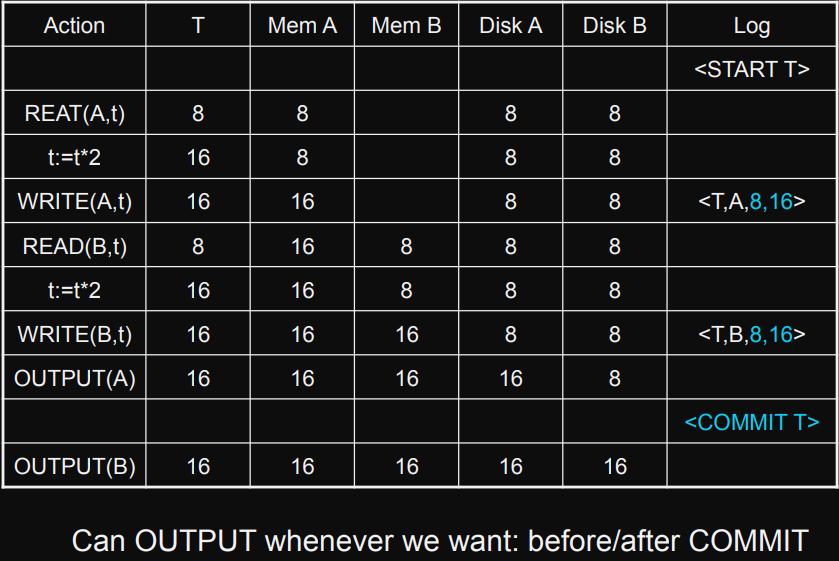 Action T Mem A Mem B Disk A Disk B Log
<START T>
REAT(A,t) 8 8 8 8
t:=t*2 16 8 8 8
WRITE(A,t) 16 16 8 8 <T,A,8,16>
READ(B,t) 8 16 8 8 8
t:=t*2 16 16 8 8 8
WRITE(B,t) 16 16 16 8 8 <T,B,8,16>
OUTPUT(A) 16 16 16 16 8
<COMMIT T>
OUTPUT(B) 16 16 16 16 16
Can OUTPUT whenever we want: before/after COMMIT